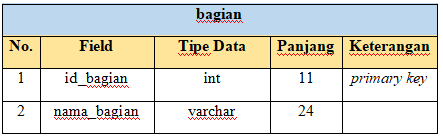 bagian
No. Field Tipe Data Panjang Keterangan
1 id_bagian int 11 primary key
2 nama_bagian varchar 24